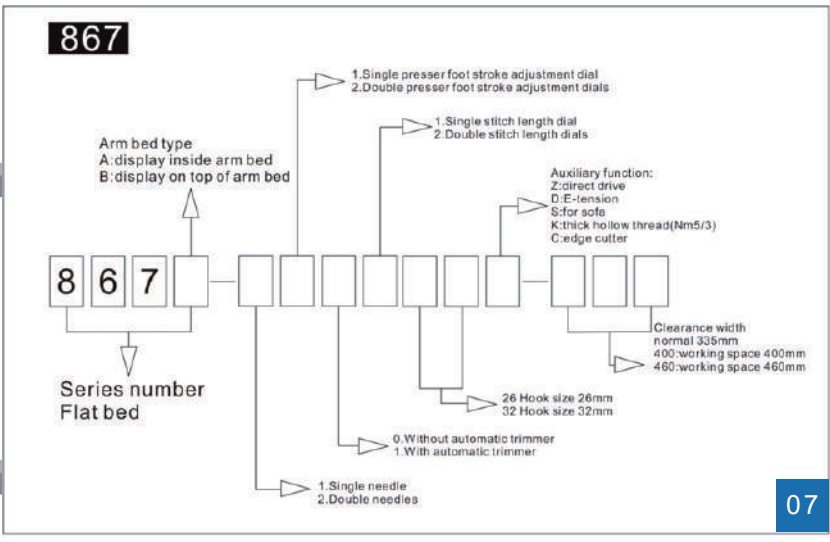 867
1.Single presser foot stroke adjustment dial
2.Double presser foot stroke adjustment dials
1.Single stitch length dial
2.Double stitch length dials
Arm bed type
A:display inside arm bed
B:display on top of arm bed
Auxiliary function:
Z:direct drive
D:E-tension
S:for sofa
K:thick hollow thread(Nm5/3)
C:edge cutter
8 6 7
Clearance width
normal 335mm
400:working space 400mm
460:working space 460mm
Series number
Flat bed
26 Hook size 26mm
32 Hook size 32mm
0.Without automatic trimmer
1.With automatic trimmer
1.Single needle
2.Double needles
07